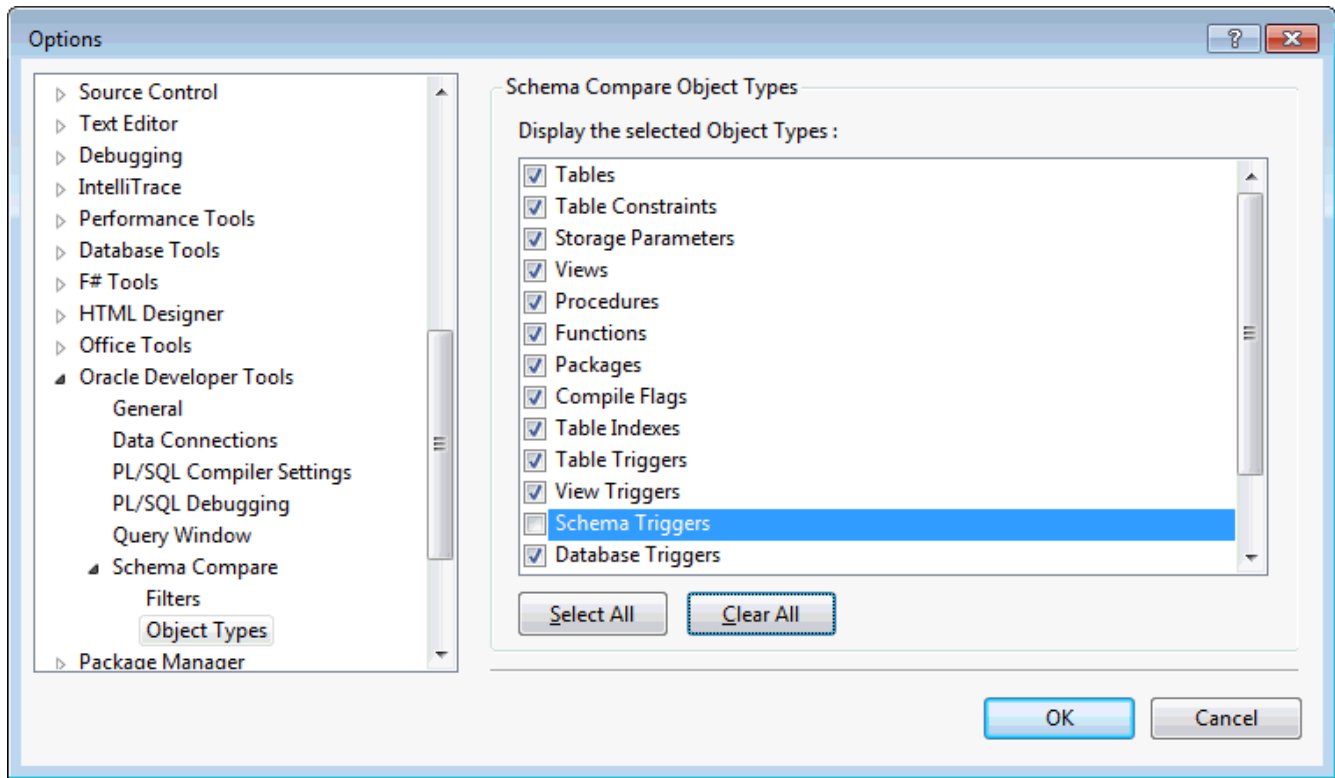 Options
Source Control
Text Editor
Debugging
IntelliTrace
Performance Tools
Database Tools
F# Tools
HTML Designer
Office Tools
Oracle Developer Tools
General
Data Connections
PL/SQL Compiler Settings
PL/SQL Debugging
Query Window
Schema Compare
Filters
Object Types
Package Manager
Schema Compare Object Types
Display the selected Object Types :
Tables
Table Constraints
Storage Parameters
Views
Procedures
Functions
Packages
Compile Flags
Table Indexes
Table Triggers
View Triggers
Schema Triggers
Database Triggers
Select All
Clear All
OK
Cancel